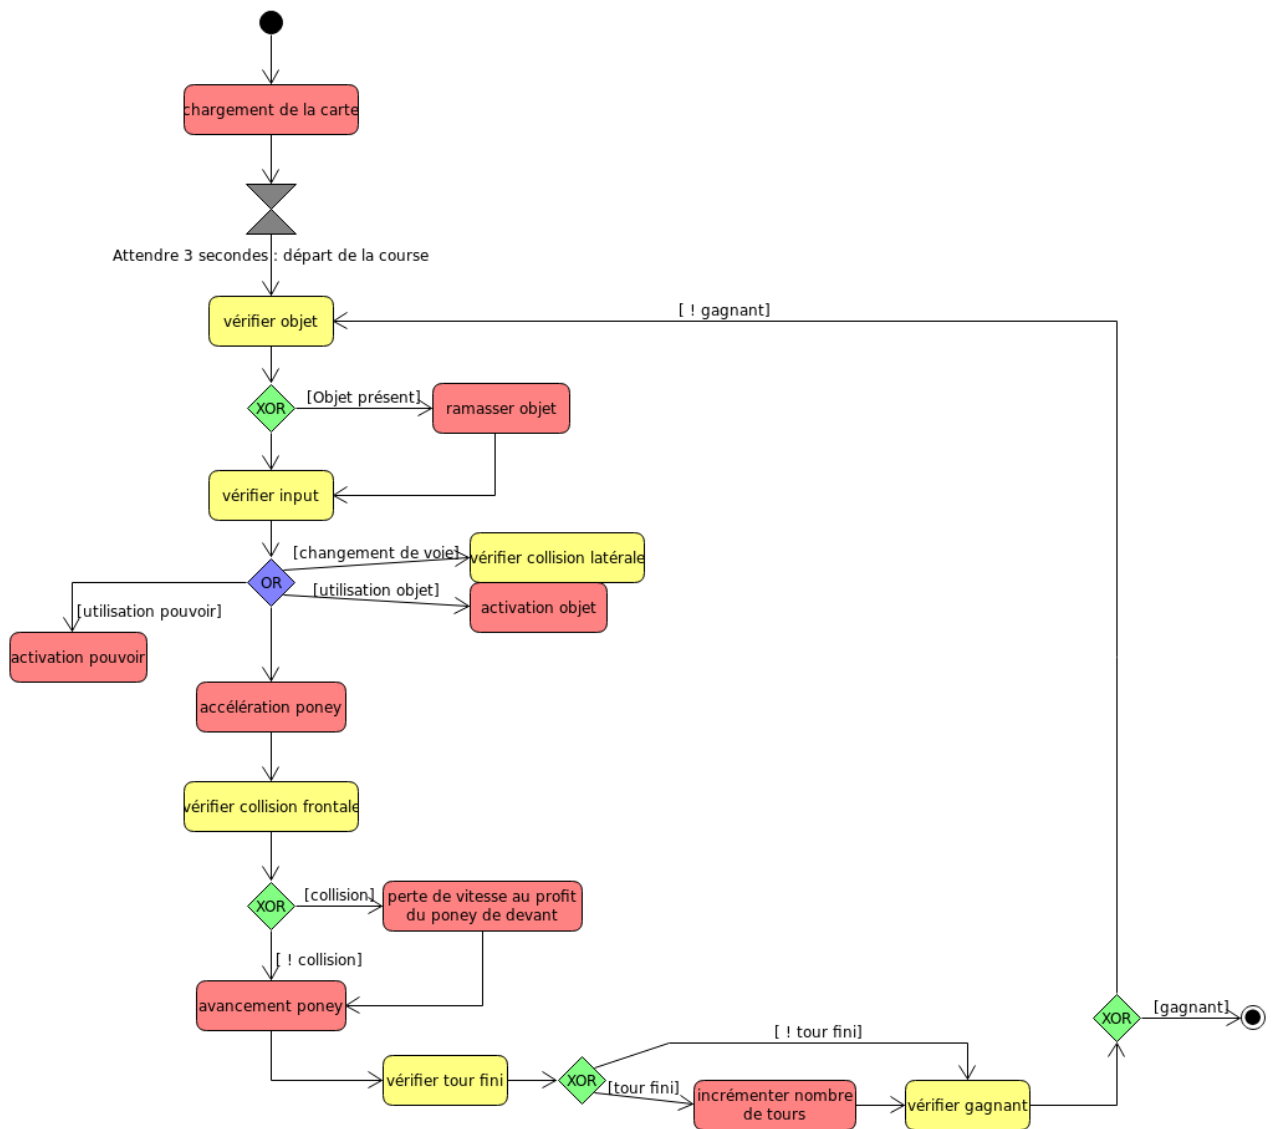 chargement de la carte
Attendre 3 secondes : départ de la course
vérifier objet
[ ! gagnant]
XOR
[Objet présent]
ramasser objet
vérifier input
[changement de voie]
vérifier collision latérale
OR
[utilisation objet]
activation objet
[utilisation pouvoir]
activation pouvoir
accélération poney
vérifier collision frontale
XOR
[collision]
perte de vitesse au profit
du poney de devant
[ ! collision]
avancement poney
XOR
[gagnant]
[ ! tour fini]
vérifier tour fini
XOR
[tour fini]
incrémenter nombre
de tours
vérifier gagnant